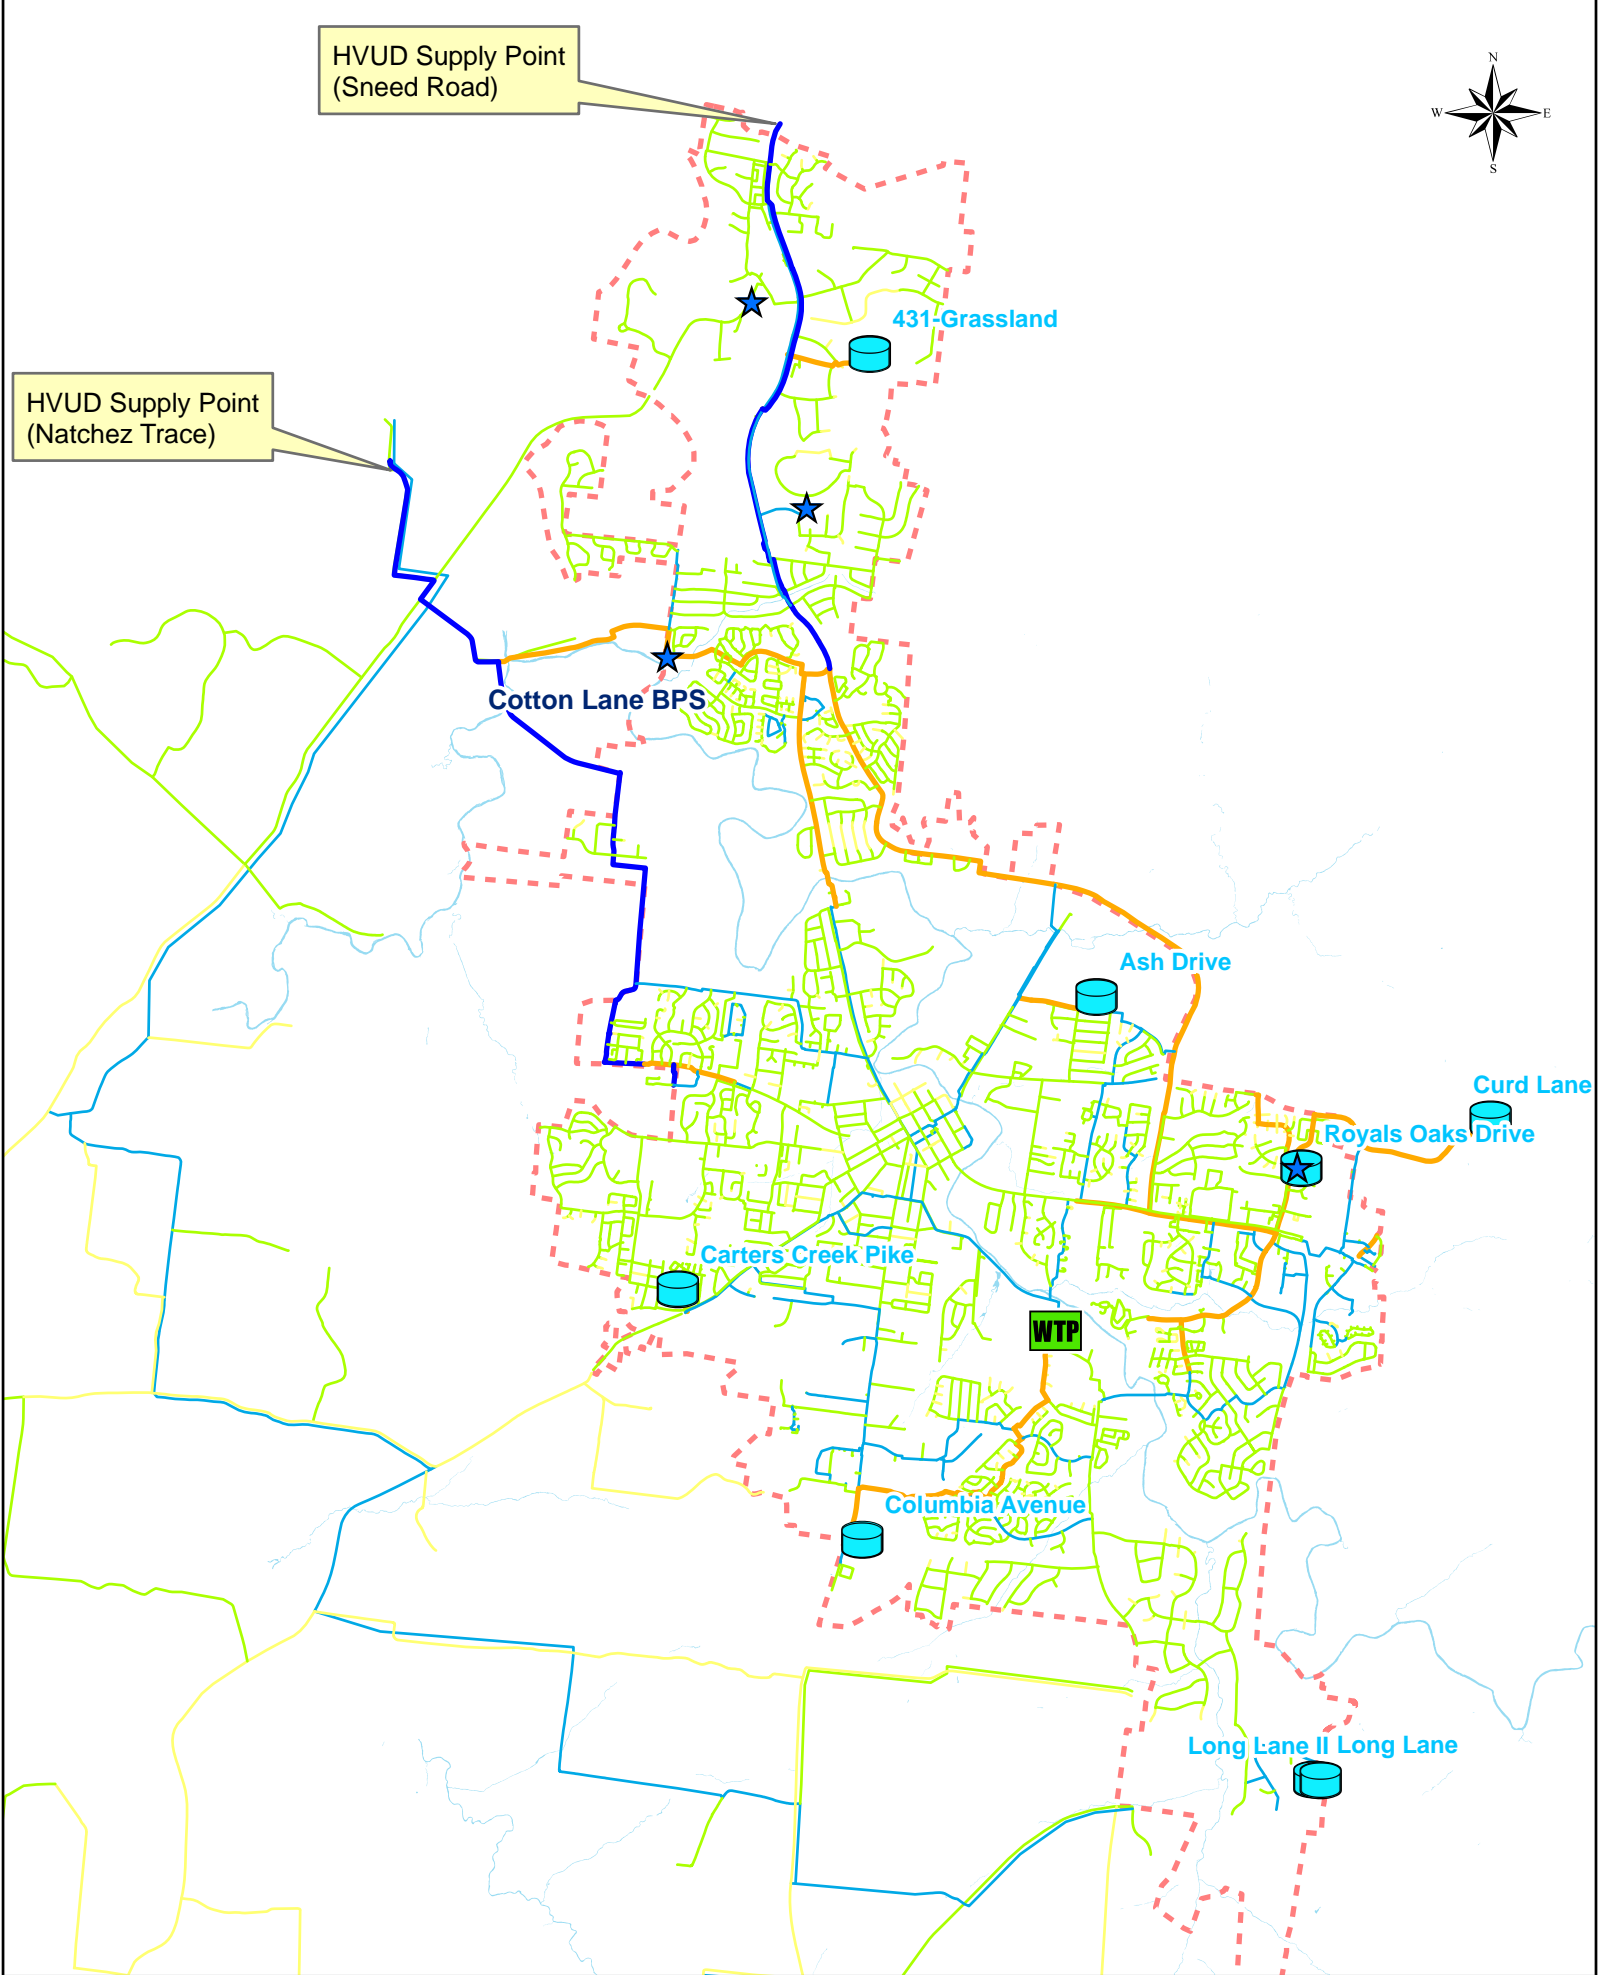 HVUD Supply Point
(Sneed Road)
N
W
E
S
431-Grassland
HVUD Supply Point
(Natchez Trace)
Cotton Lane BPS
Ash Drive
Curd Lane
Royals Oaks Drive
Carters Creek Pike
WTP
Columbia Avenue
Long Lane II Long Lane